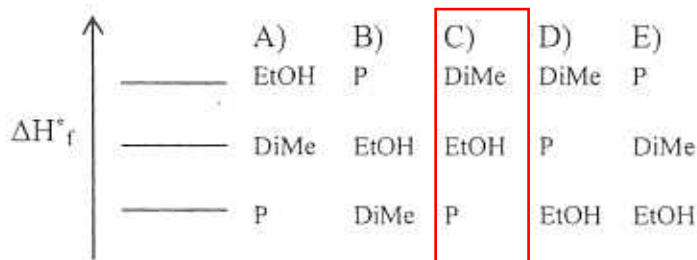 A) B) C) D) E)
EtOH P DiMe DiMe P
ΔH°f DiMe EtOH EtOH P DiMe
P DiMe P EtOH EtOH